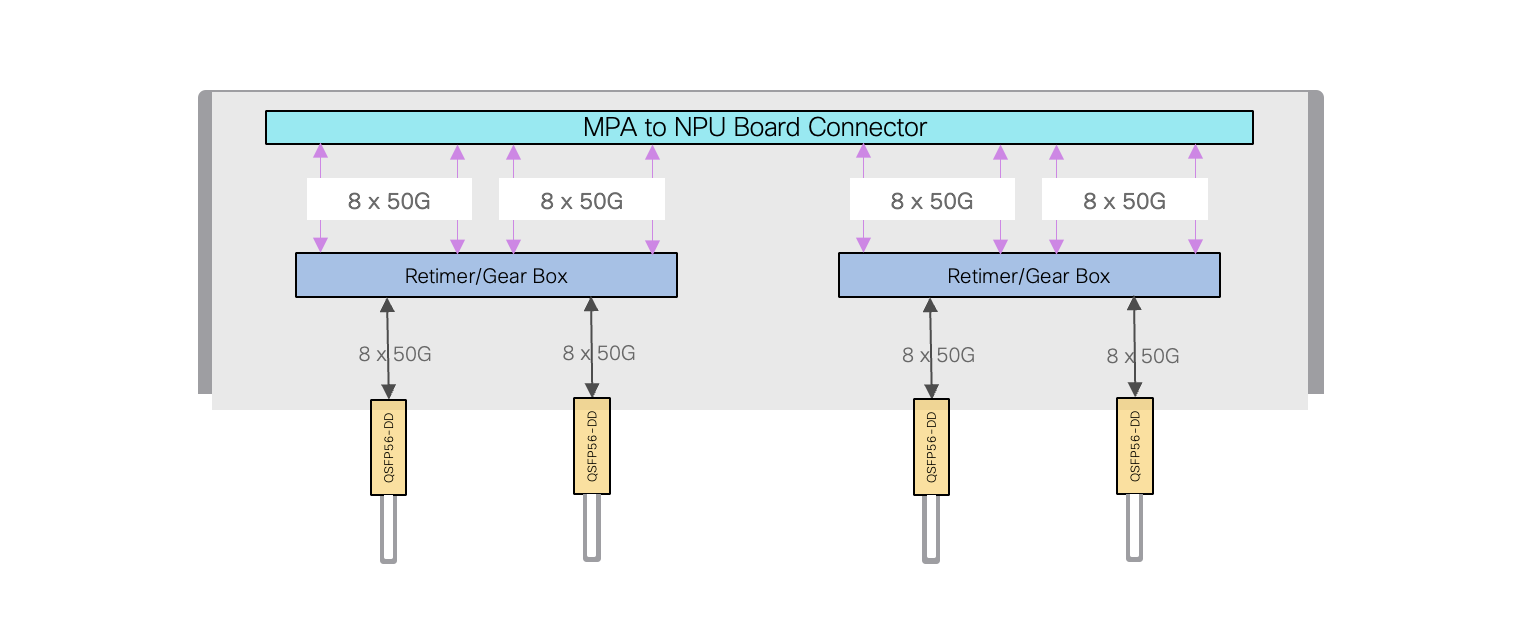 MPA to NPU Board Connector
8 x 50G
8 x 50G
8 x 50G
8 x 50G
Retimer/Gear Box
Retimer/Gear Box
8 x 50G
8 x 50G
8 x 50G
8 x 50G
QSFP56-DD
QSFP56-DD
QSFP56-DD
QSFP56-DD